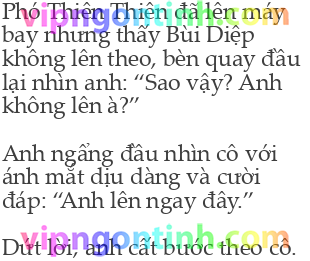 Phó Thiên Thiên đã lên máy
bay nhưng thấy Bùi Diệp
không lên theo, bèn quay đầu
lại nhìn anh: “Sao vậy? Anh
không lên à?”
Anh ngẩng đầu nhìn cô với
ánh mắt dịu dàng và cười
đáp: “Anh lên ngay đây.”
vipngontinh.com
Dứt lời, anh cất bước theo cô.
vipngontinh.com